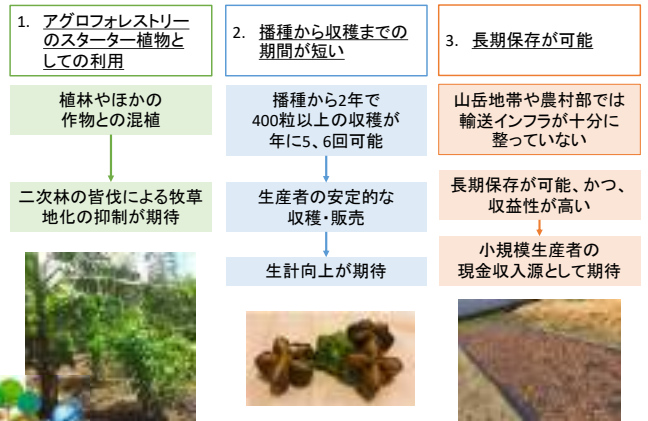 1. アグロフォレストリー
のスターター植物と
しての利用
植林やほかの
作物との混植
二次林の皆伐による牧草
地化の抑制が期待
2. 播種から収穫までの
期間が短い
播種から2年で
400粒以上の収穫が
年に5、6回可能
生産者の安定的な
収穫・販売
生計向上が期待
3. 長期保存が可能
山岳地帯や農村部では
輸送インフラが十分に
整っていない
長期保存が可能、かつ、
収益性が高い
小規模生産者の
現金収入源として期待